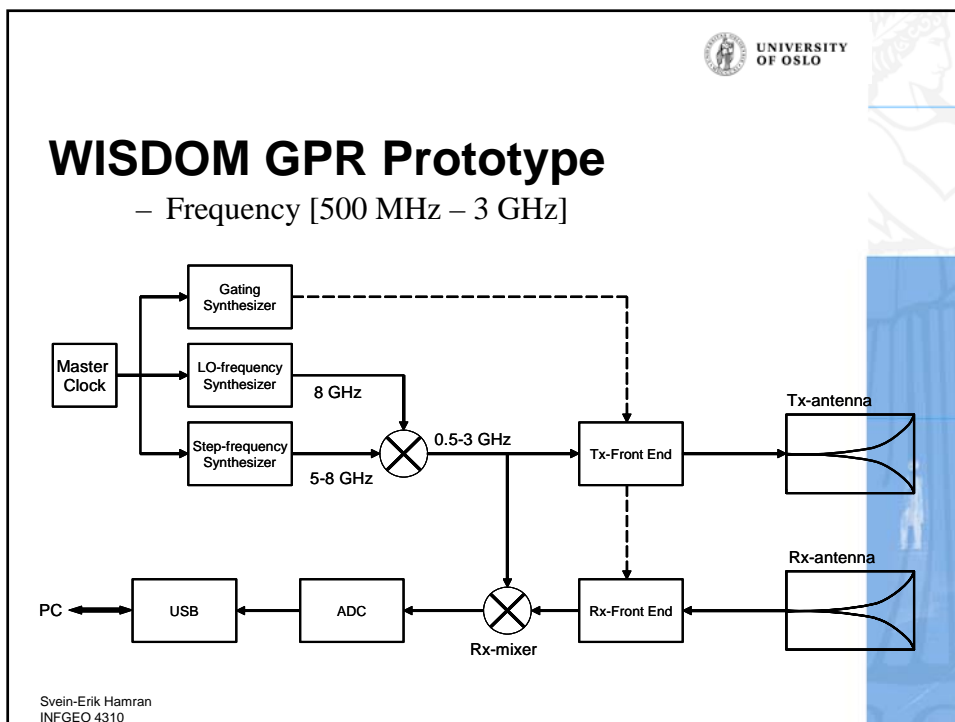 UNIVERSITY
OF OSLO
WISDOM GPR Prototype
– Frequency [500 MHz – 3 GHz]
Gating
Synthesizer
Master
Clock
LO-frequency
Synthesizer
8 GHz
Tx-antenna
Step-frequency
Synthesizer
5-8 GHz
0.5-3 GHz
Tx-Front End
Rx-antenna
PC
USB
ADC
Rx-mixer
Rx-Front End
Svein-Erik Hamran
INFGEO 4310